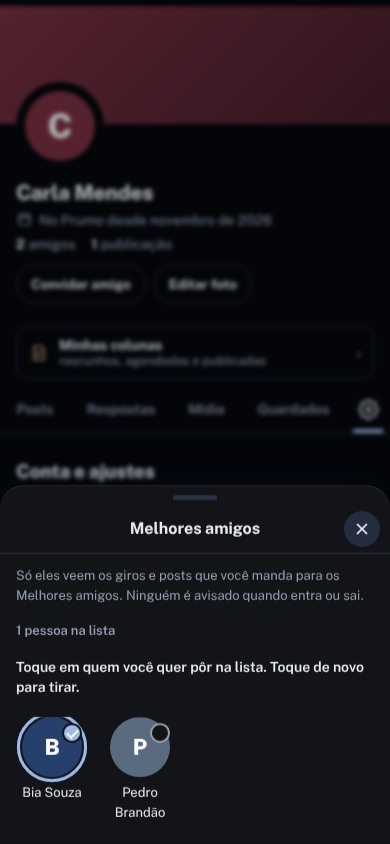 C
Carla Mendes
No Prumo desde novembro de 2026
2 amigos 1 publicação
Convidar amigo Editar foto
Minhas colunas
rascunhos, agendadas e publicadas
Posts Respostas Mídia Guardados
Conta e ajustes
Melhores amigos
Só eles veem os giros e posts que você manda para os
Melhores amigos. Ninguém é avisado quando entra ou sai.
1 pessoa na lista
Toque em quem você quer pôr na lista. Toque de novo
para tirar.
B P
Bia Souza Pedro
Brandão